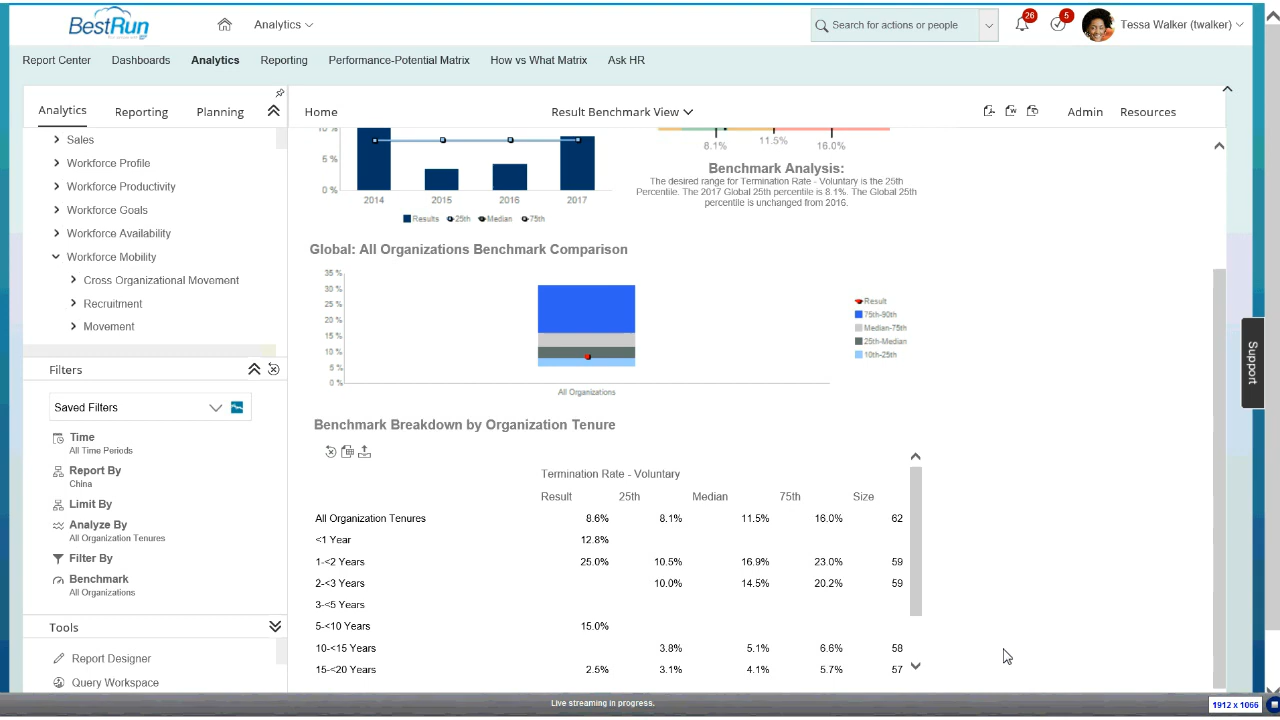 BestRun
Analytics
Search for actions or people
26
5
Tessa Walker (twalker)
Report Center
Dashboards
Analytics
Reporting
Performance-Potential Matrix
How vs What Matrix
Ask HR
Analytics
Reporting
Planning
Home
Result Benchmark View
Admin
Resources
Sales
Workforce Profile
Workforce Productivity
Workforce Goals
Workforce Availability
Workforce Mobility
Cross Organizational Movement
Recruitment
Movement
Filters
Saved Filters
Time
All Time Periods
Report By
China
Limit By
Analyze By
All Organization Tenures
Filter By
Benchmark
All Organizations
Tools
Report Designer
Query Workspace
5 %
0 %
2014 2015 2016 2017
Results 25th Median 75th
8.1% 11.5% 16.0%
Benchmark Analysis:
The desired range for Termination Rate - Voluntary is the 25th
Percentile. The 2017 Global 25th percentile is 8.1%. The Global 25th
percentile is unchanged from 2016.
Global: All Organizations Benchmark Comparison
35 %
30 %
25 %
20 %
15 %
10 %
5 %
0 %
All Organizations
Result
75th-90th
Median-75th
25th-Median
10th-25th
Benchmark Breakdown by Organization Tenure
Termination Rate - Voluntary
Result 25th Median 75th Size
All Organization Tenures 8.6% 8.1% 11.5% 16.0% 62
<1 Year 12.8%
1-<2 Years 25.0% 10.5% 16.9% 23.0% 59
2-<3 Years 10.0% 14.5% 20.2% 59
3-<5 Years
5-<10 Years 15.0%
10-<15 Years 3.8% 5.1% 6.6% 58
15-<20 Years 2.5% 3.1% 4.1% 5.7% 57
Support
Live streaming in progress.
1912 x 1066